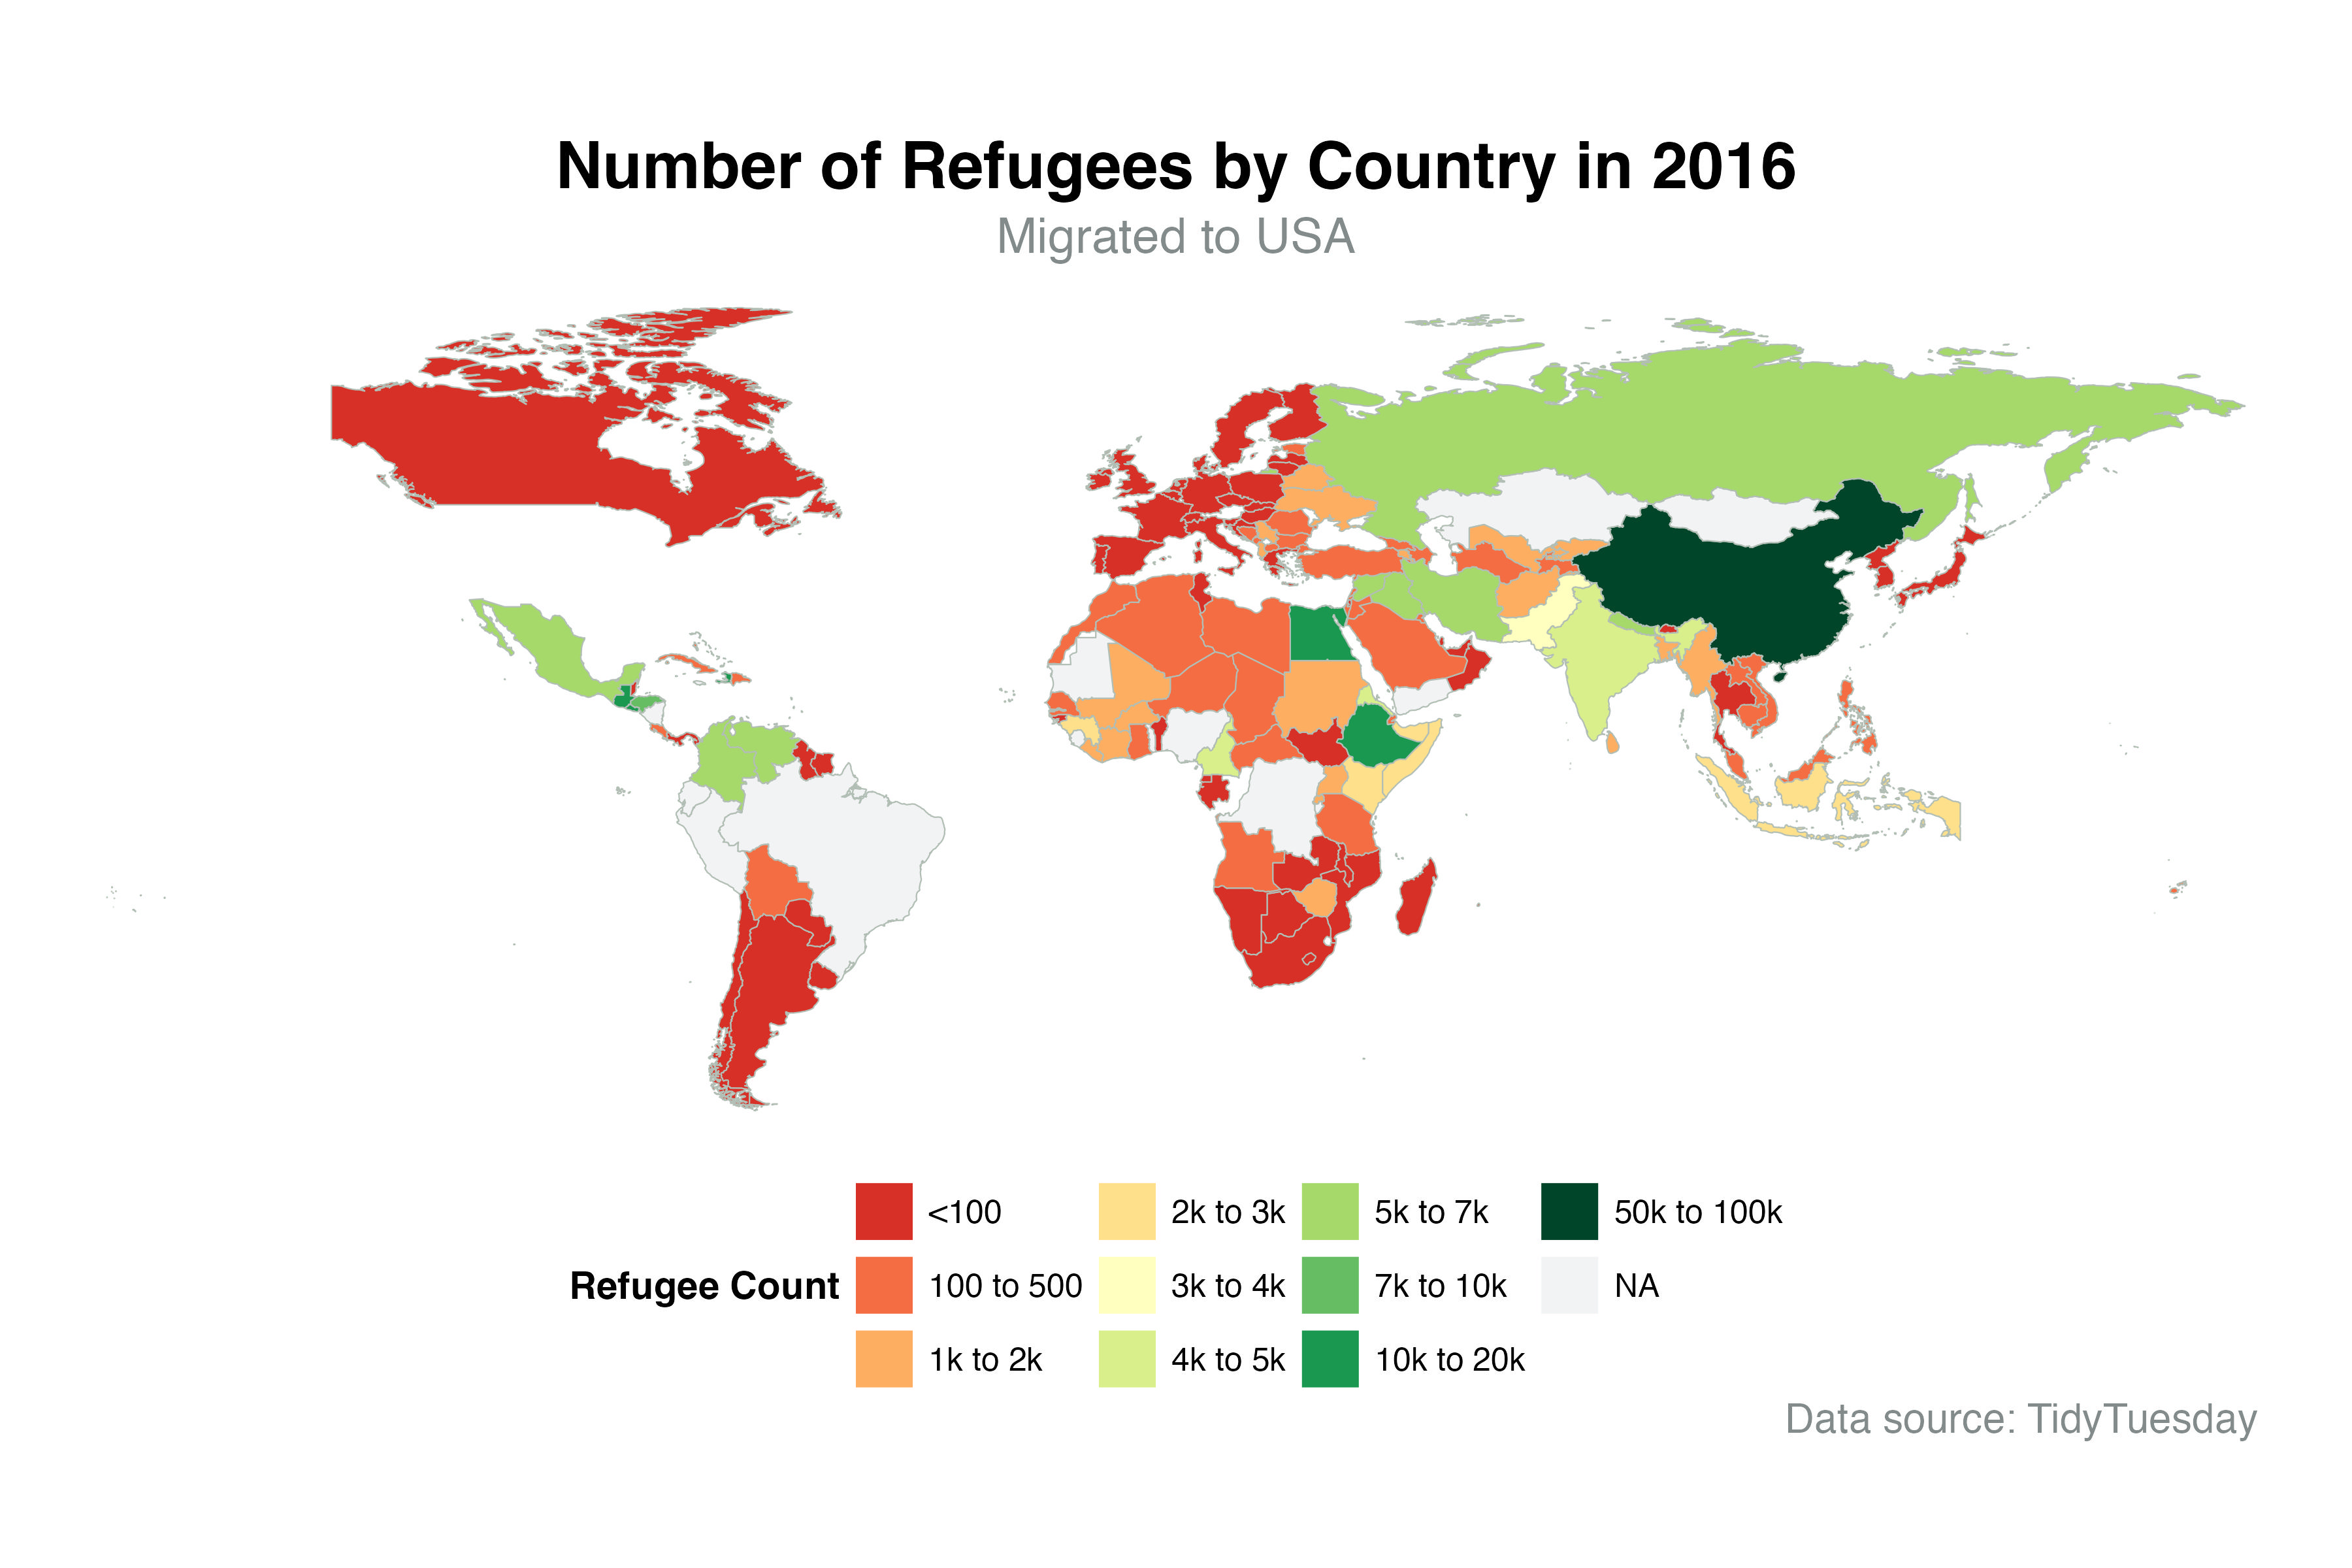 Number of Refugees by Country in 2016
Migrated to USA
Refugee Count
<100
100 to 500
1k to 2k
2k to 3k
3k to 4k
4k to 5k
5k to 7k
7k to 10k
10k to 20k
50k to 100k
NA
Data source: TidyTuesday